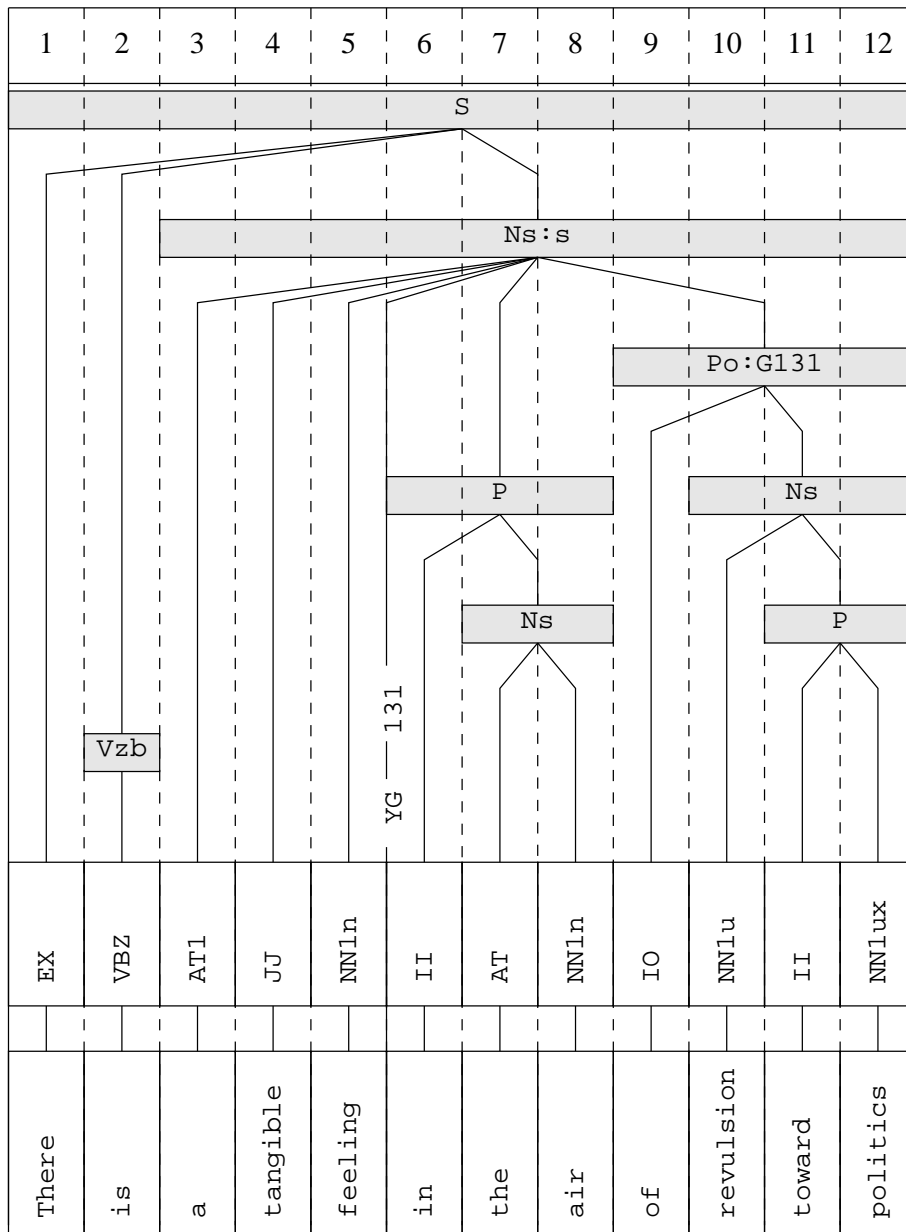 1 2 3 4 5 6 7 8 9 10 11 12
S
Ns:s
Po:G131
P Ns
Ns P
YG 131
Vzb
EX VBZ AT1 JJ NN1n II AT NN1n IO NN1u II NN1ux
There is a tangible feeling in the air of revulsion toward politics